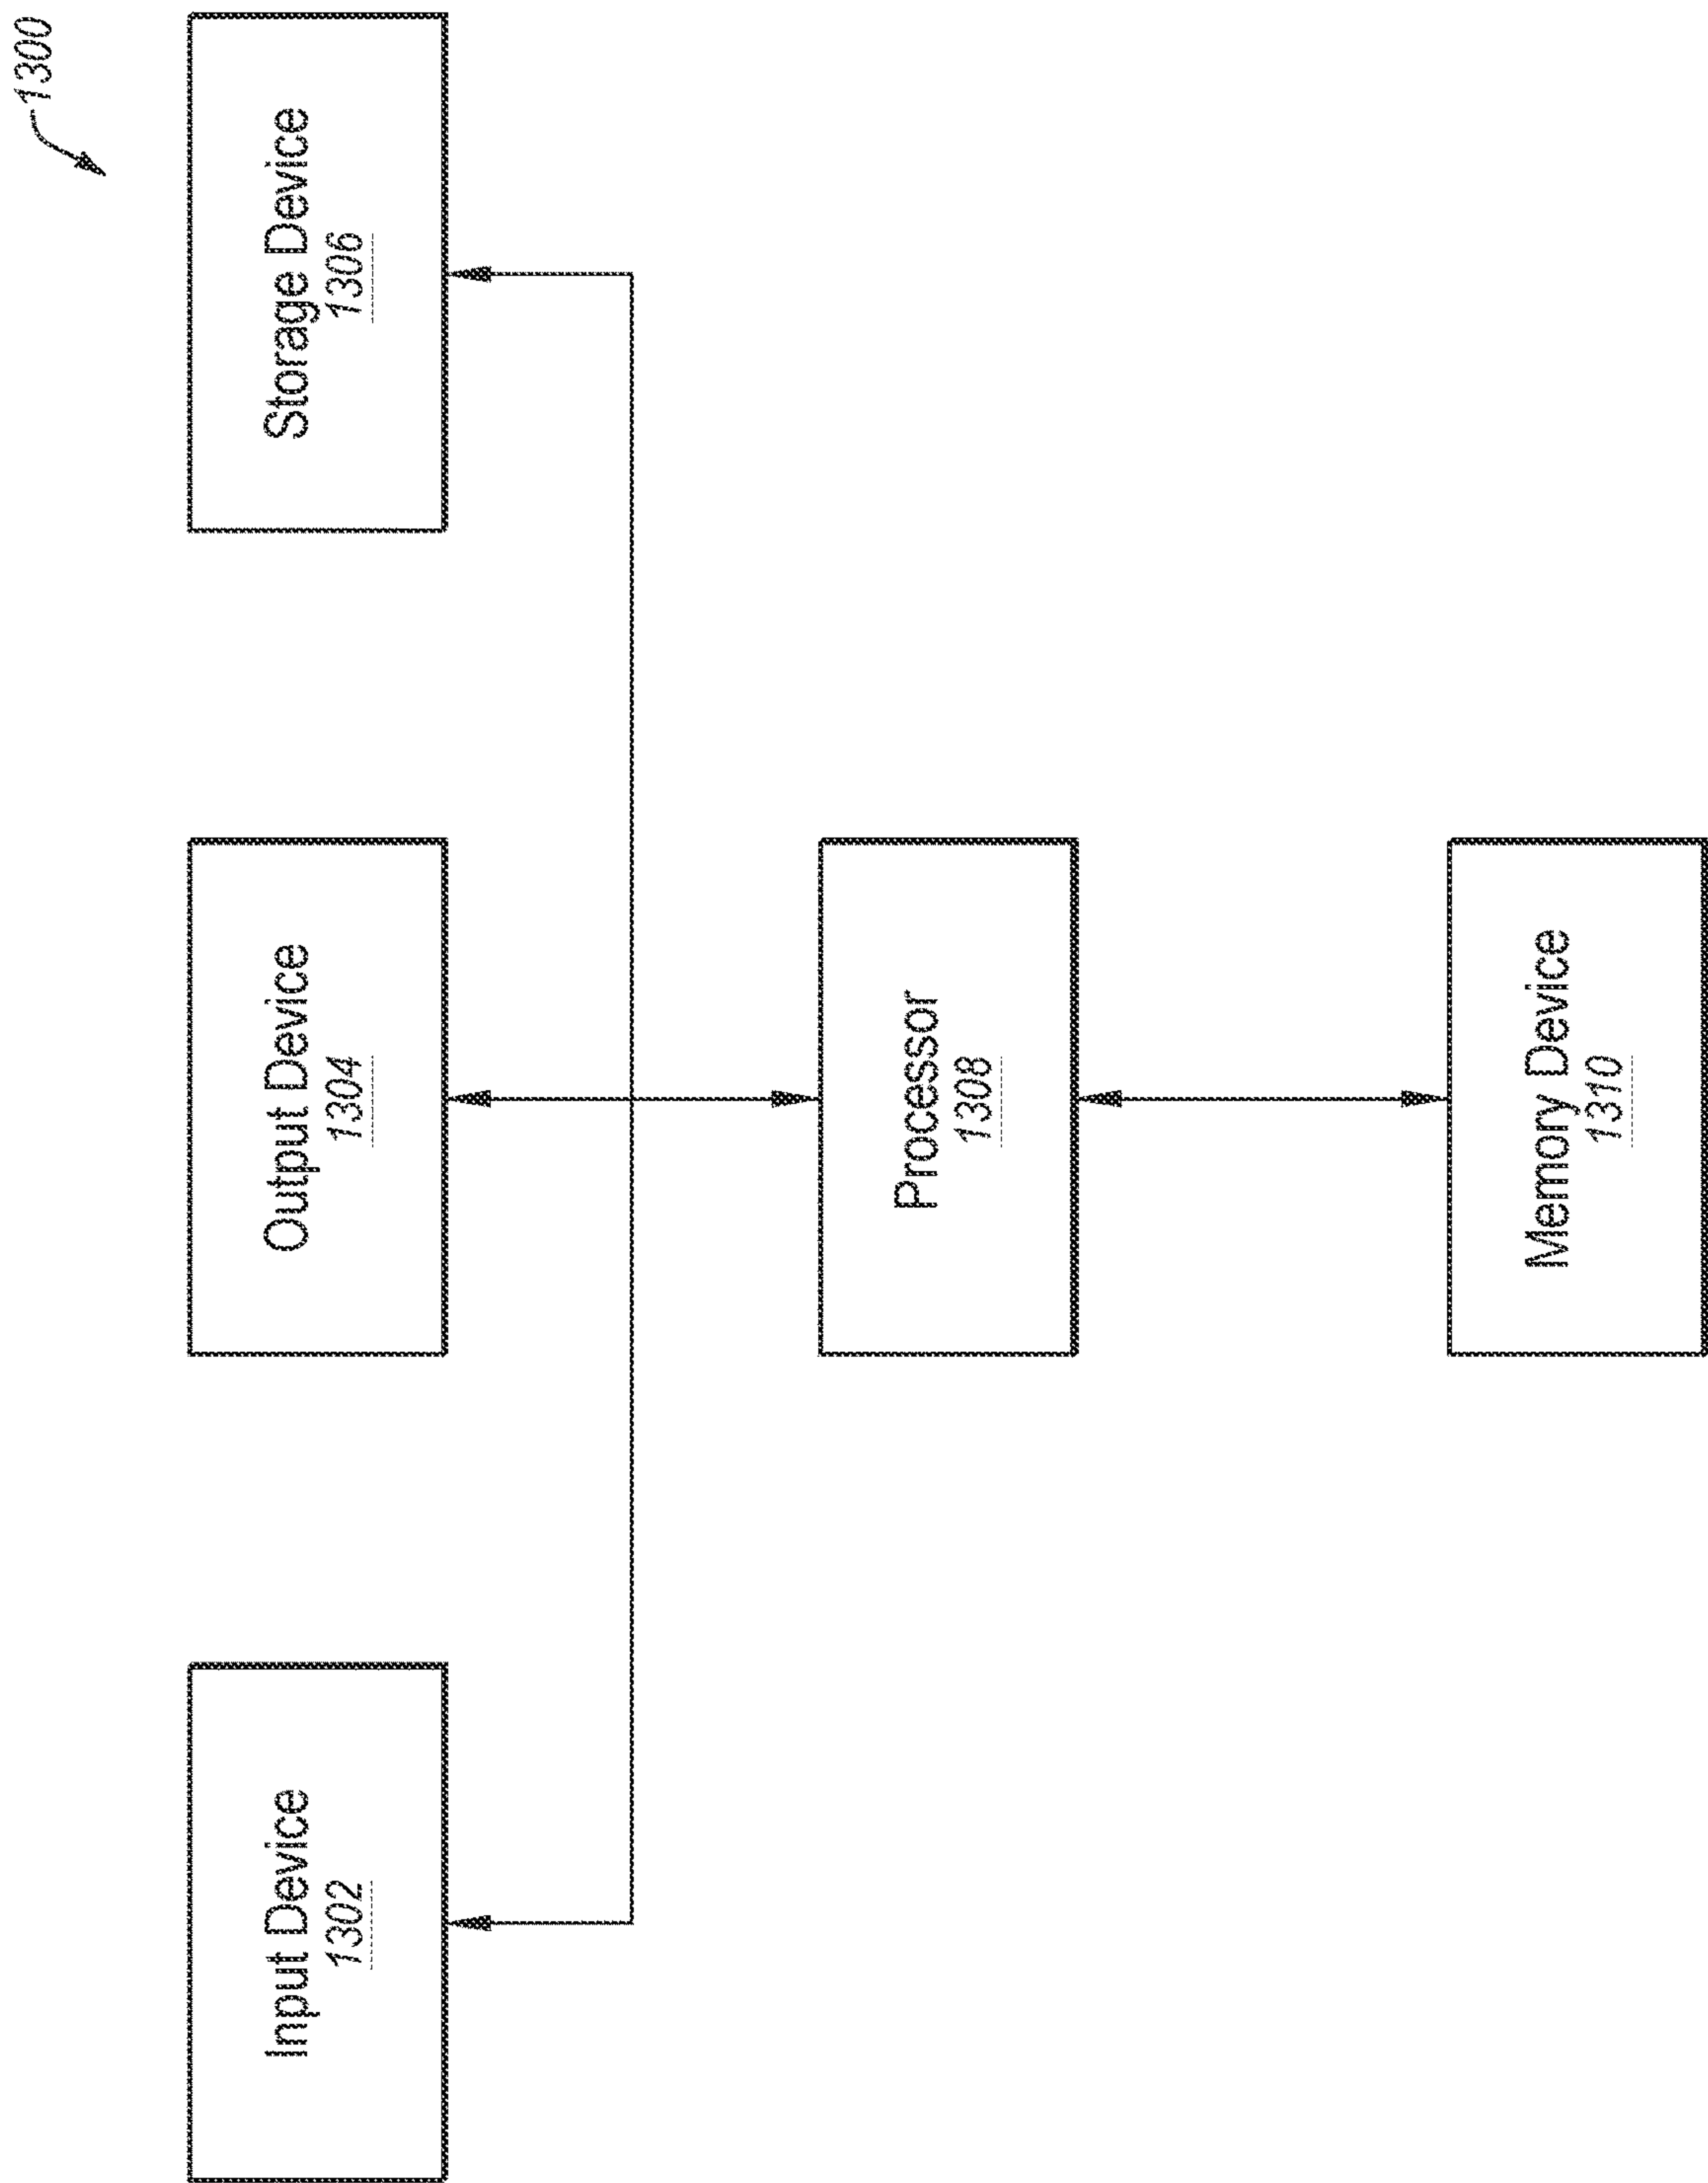 1300
Input Device
1302
Output Device
1304
Storage Device
1306
Processor
1308
Memory Device
1310